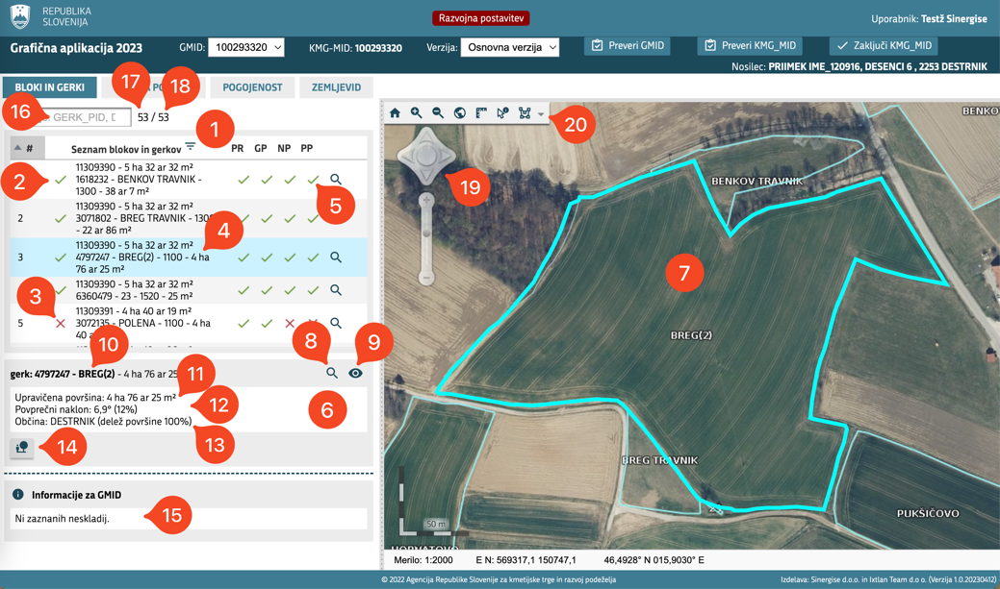 REPUBLIKA
SLOVENIJA
Razvojna postavitev
Uporabnik: Testž Sinergise
Grafična aplikacija 2023
GMID: 100293320
KMG-MID: 100293320
Verzija: Osnovna verzija
Preveri GMID
Preveri KMG_MID
Zaključi KMG_MID
Nosilec: PRIIMEK IME_120916, DESENCI 6 , 2253 DESTRNIK
BLOKI IN GERKI
POGOJENOST
ZEMLJEVID
17
18
16
GERK_PID, D
53 / 53
1
# Seznam blokov in gerkov PR GP NP PP
2
11309390 - 5 ha 32 ar 32 m²
1618232 - BENKOV TRAVNIK -
1300 - 38 ar 7 m²
5
2
11309390 - 5 ha 32 ar 32 m²
3071802 - BREG TRAVNIK - 1300
- 22 ar 86 m²
4
3
11309390 - 5 ha 32 ar 32 m²
4797247 - BREG(2) - 1100 - 4 ha
76 ar 25 m²
3
11309390 - 5 ha 32 ar 32 m²
6360479 - 23 - 1520 - 25 m²
5
11309391 - 4 ha 40 ar 19 m²
3072135 - POLENA - 1100 - 4 ha
40 a
10
8
9
gerk: 4797247 - BREG(2) - 4 ha 76 ar 25
11
Upravičena površina: 4 ha 76 ar 25 m²
Povprečni naklon: 6,9° (12%)
Občina: DESTRNIK (delež površine 100%)
12
6
13
14
Informacije za GMID
Ni zaznanih neskladij.
15
20
19
BENKO
BENKOV TRAVNIK
7
BREG(2)
BREG TRAVNIK
PUKŠIČOVO
50 m
HORVATOVO
Merilo: 1:2000
E N: 569317,1 150747,1
46,4928° N 015,9030° E
© 2022 Agencija Republike Slovenije za kmetijske trge in razvoj podeželja
Izdelava: Sinergise d.o.o. in Ixtlan Team d.o.o. (Verzija 1.0.20230412)